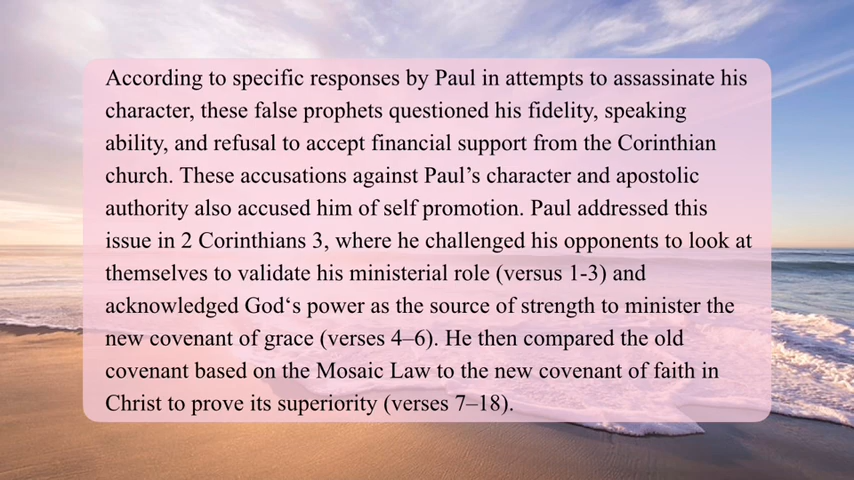 According to specific responses by Paul in attempts to assassinate his
character, these false prophets questioned his fidelity, speaking
ability, and refusal to accept financial support from the Corinthian
church. These accusations against Paul’s character and apostolic
authority also accused him of self promotion. Paul addressed this
issue in 2 Corinthians 3, where he challenged his opponents to look at
themselves to validate his ministerial role (versus 1-3) and
acknowledged God‘s power as the source of strength to minister the
new covenant of grace (verses 4–6). He then compared the old
covenant based on the Mosaic Law to the new covenant of faith in
Christ to prove its superiority (verses 7–18).